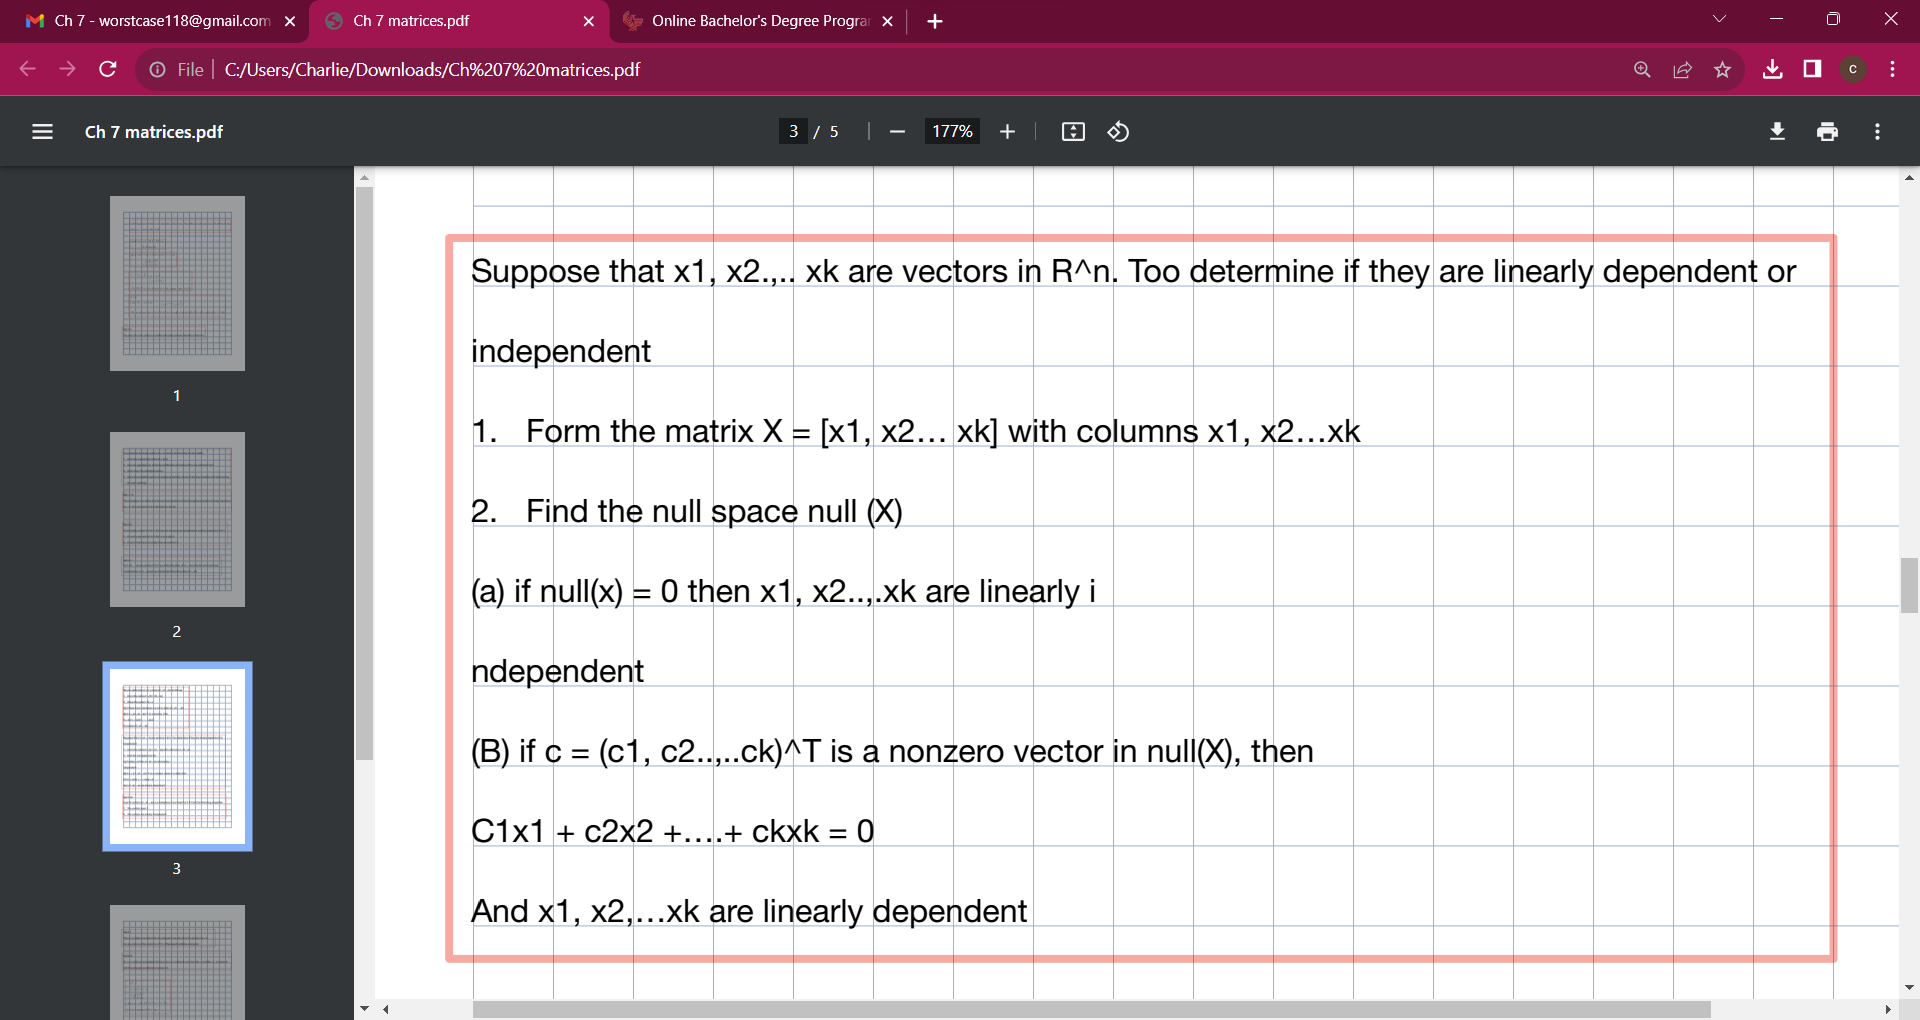 Ch 7 - worstcase118@gmail.com
Ch 7 matrices.pdf
Online Bachelor's Degree Progra
File
C:/Users/Charlie/Downloads/Ch%207%20matrices.pdf
c
Ch 7 matrices.pdf
3 / 5
177%
1
2
3
Suppose that x1, x2.,.. xk are vectors in R^n. Too determine if they are linearly dependent or
independent
1. Form the matrix X = [x1, x2… xk] with columns x1, x2…xk
2. Find the null space null (X)
(a) if null(x) = 0 then x1, x2..,.xk are linearly i
ndependent
(B) if c = (c1, c2..,..ck)^T is a nonzero vector in null(X), then
C1x1 + c2x2 +….+ ckxk = 0
And x1, x2,…xk are linearly dependent